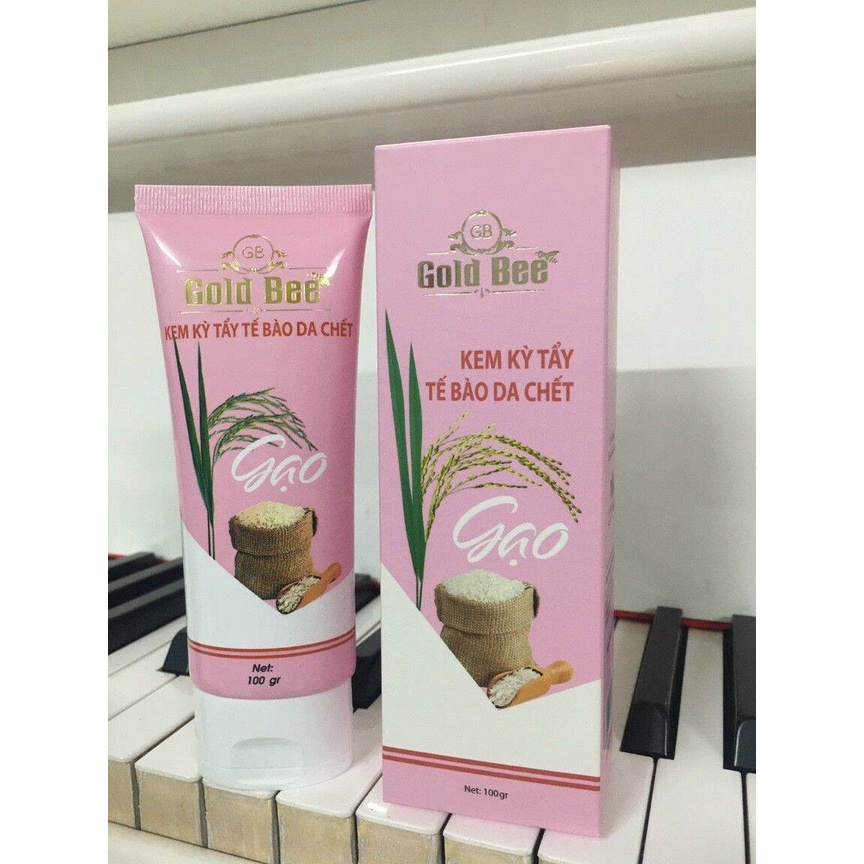 GB
Gold Bee
KEM KỲ TẨY TẾ BÀO DA CHẾT
Gạo
Net:
100 gr
GB
Gold Bee
KEM KỲ TẨY
TẾ BÀO DA CHẾT
Gạo
Net: 100gr